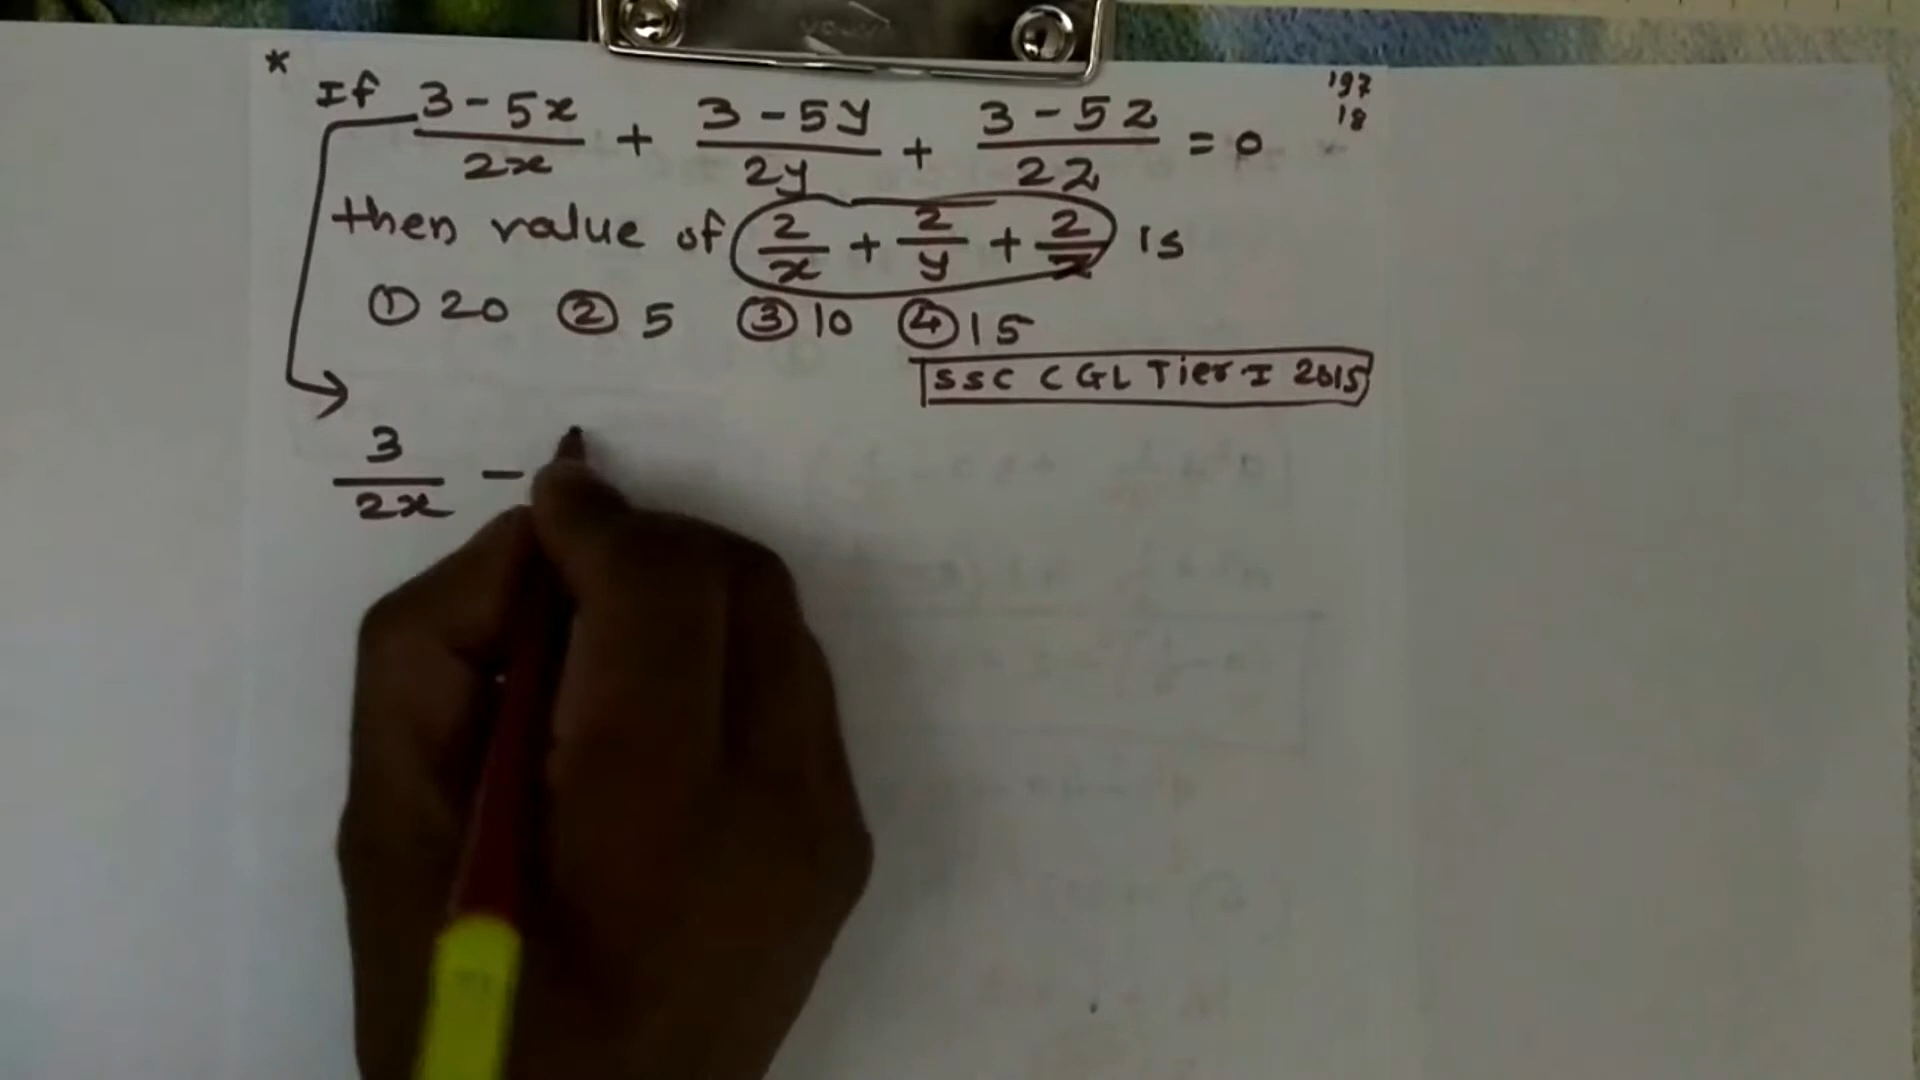 * If 3-5x/2x + 3-5y/2y + 3-5z/2z = 0
'97
18
then value of 2/x + 2/y + 2/z is
① 20 ② 5 ③ 10 ④ 15
SSC CGL Tier I 2015
3/2x -